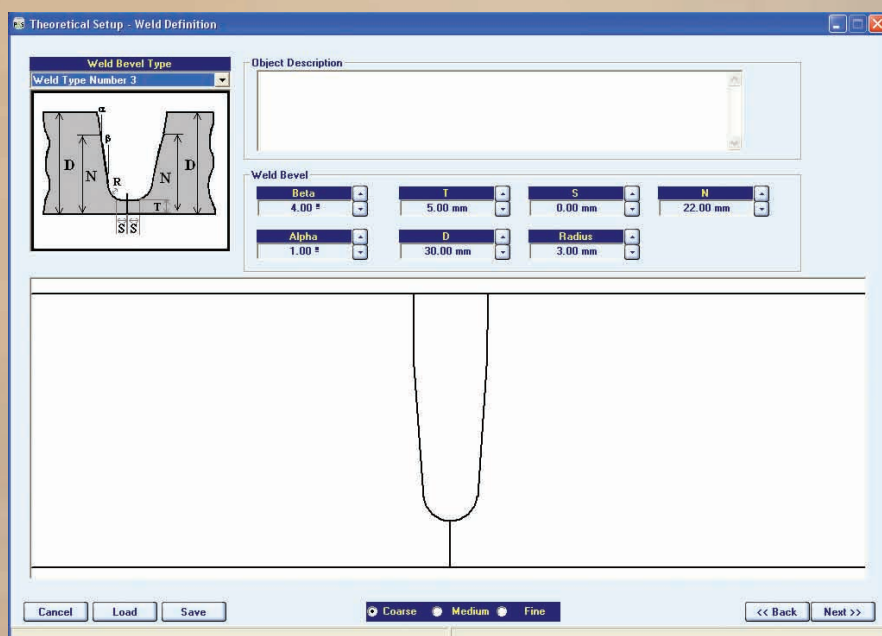 Theoretical Setup - Weld Definition
Weld Bevel Type
Weld Type Number 3
α
β
D
N
R
N
D
T
S S
Object Description
Weld Bevel
Beta
4.00 º
T
5.00 mm
S
0.00 mm
N
22.00 mm
Alpha
1.00 º
D
30.00 mm
Radius
3.00 mm
Cancel
Load
Save
Coarse
Medium
Fine
<< Back
Next >>